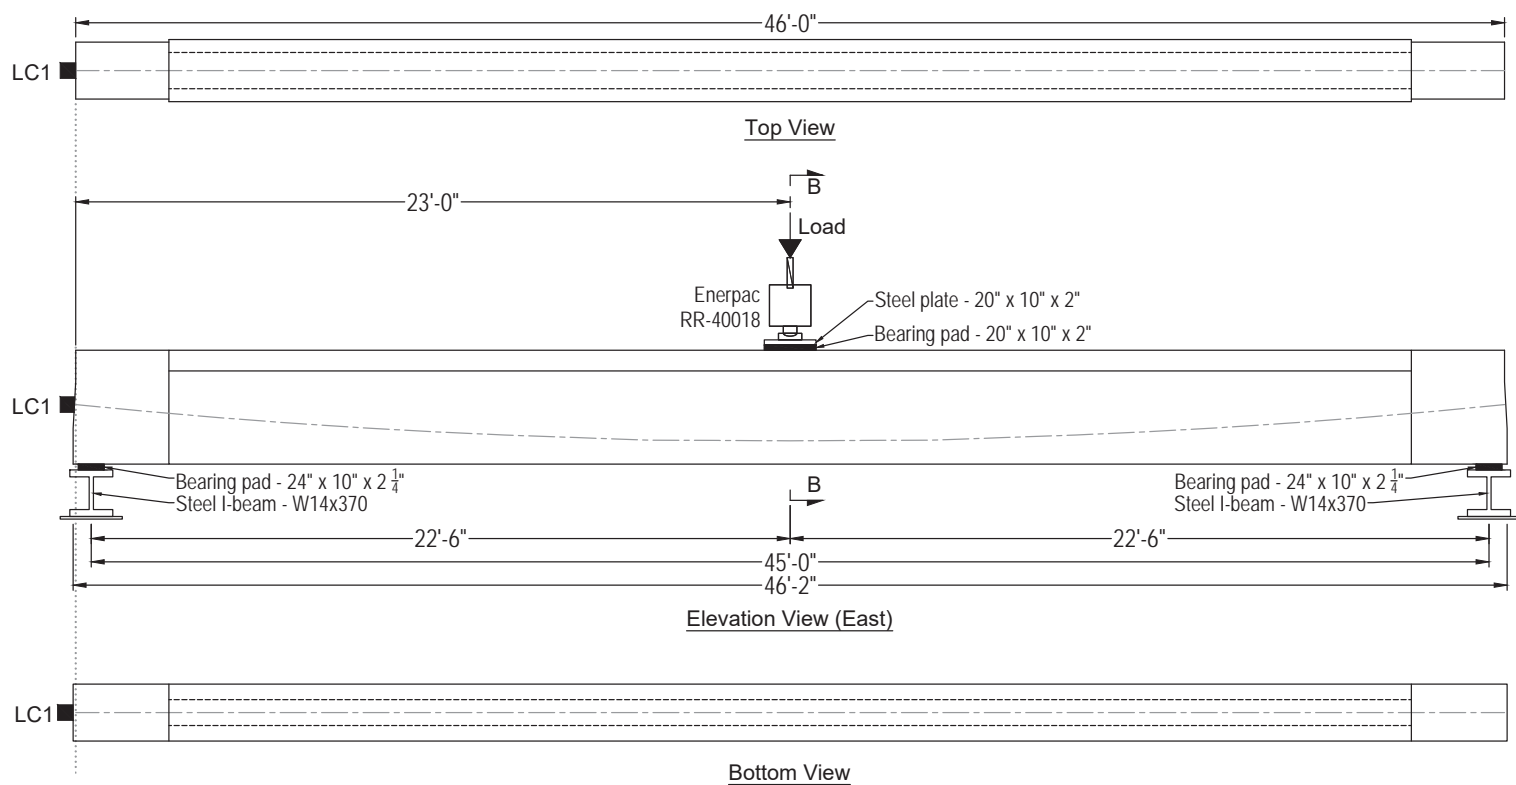 46'-0"
LC1
Top View
B
23'-0"
Load
Enerpac
RR-40018
Steel plate - 20" x 10" x 2"
Bearing pad - 20" x 10" x 2"
LC1
Bearing pad - 24" x 10" x 2 1/4"
Steel I-beam - W14x370
B
Bearing pad - 24" x 10" x 2 1/4"
Steel I-beam - W14x370
22'-6"
22'-6"
45'-0"
46'-2"
Elevation View (East)
LC1
Bottom View